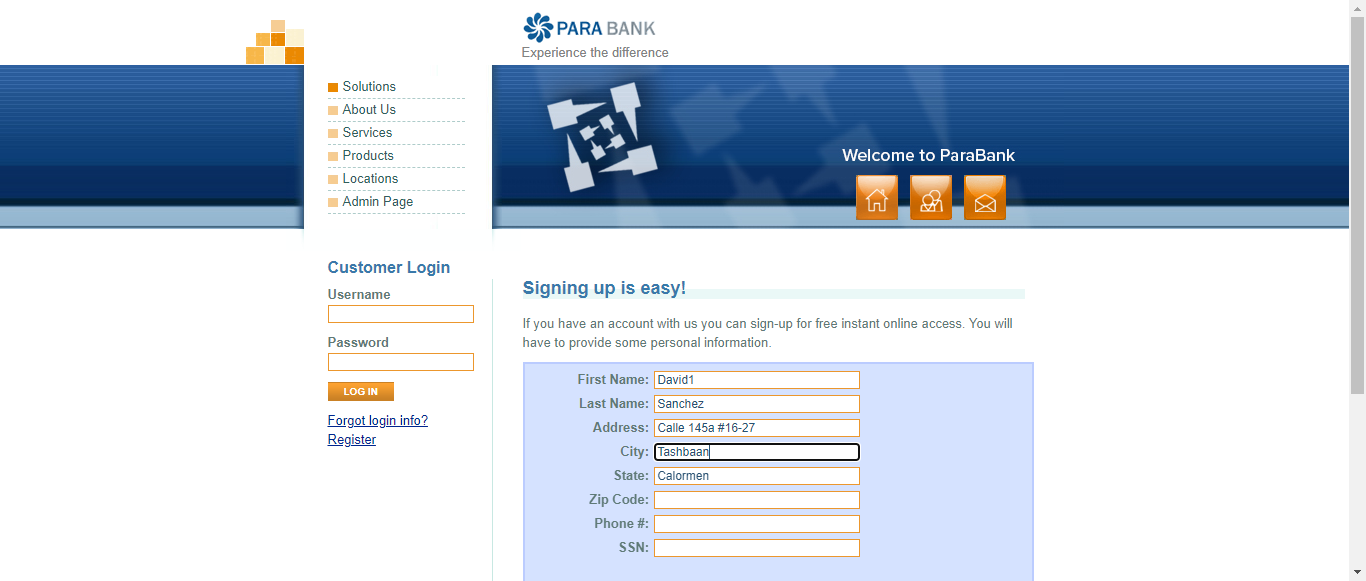 PARA BANK
Experience the difference
Solutions
About Us
Services
Products
Locations
Admin Page
Welcome to ParaBank
Customer Login
Username
Password
LOG IN
Forgot login info?
Register
Signing up is easy!
If you have an account with us you can sign-up for free instant online access. You will
have to provide some personal information.
First Name: David1
Last Name: Sanchez
Address: Calle 145a #16-27
City: Tashbaan
State: Calormen
Zip Code:
Phone #:
SSN: